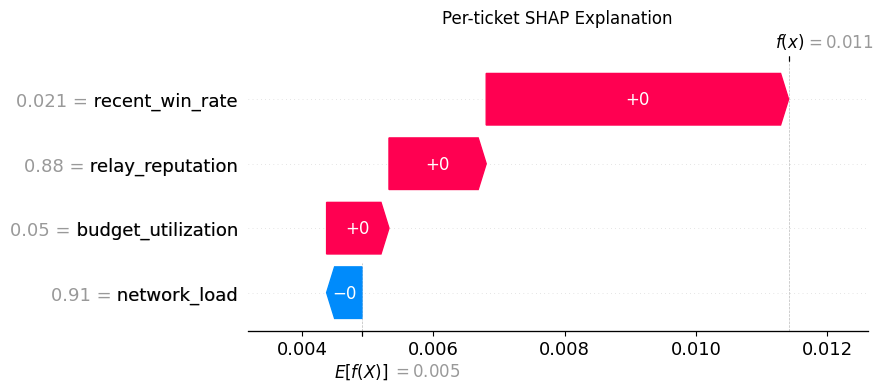 Per-ticket SHAP Explanation
f(x) = 0.011
0.021 = recent_win_rate
+0
0.88 = relay_reputation
+0
0.05 = budget_utilization
+0
0.91 = network_load
−0
0.004 0.006 0.008 0.010 0.012
E[f(X)] = 0.005